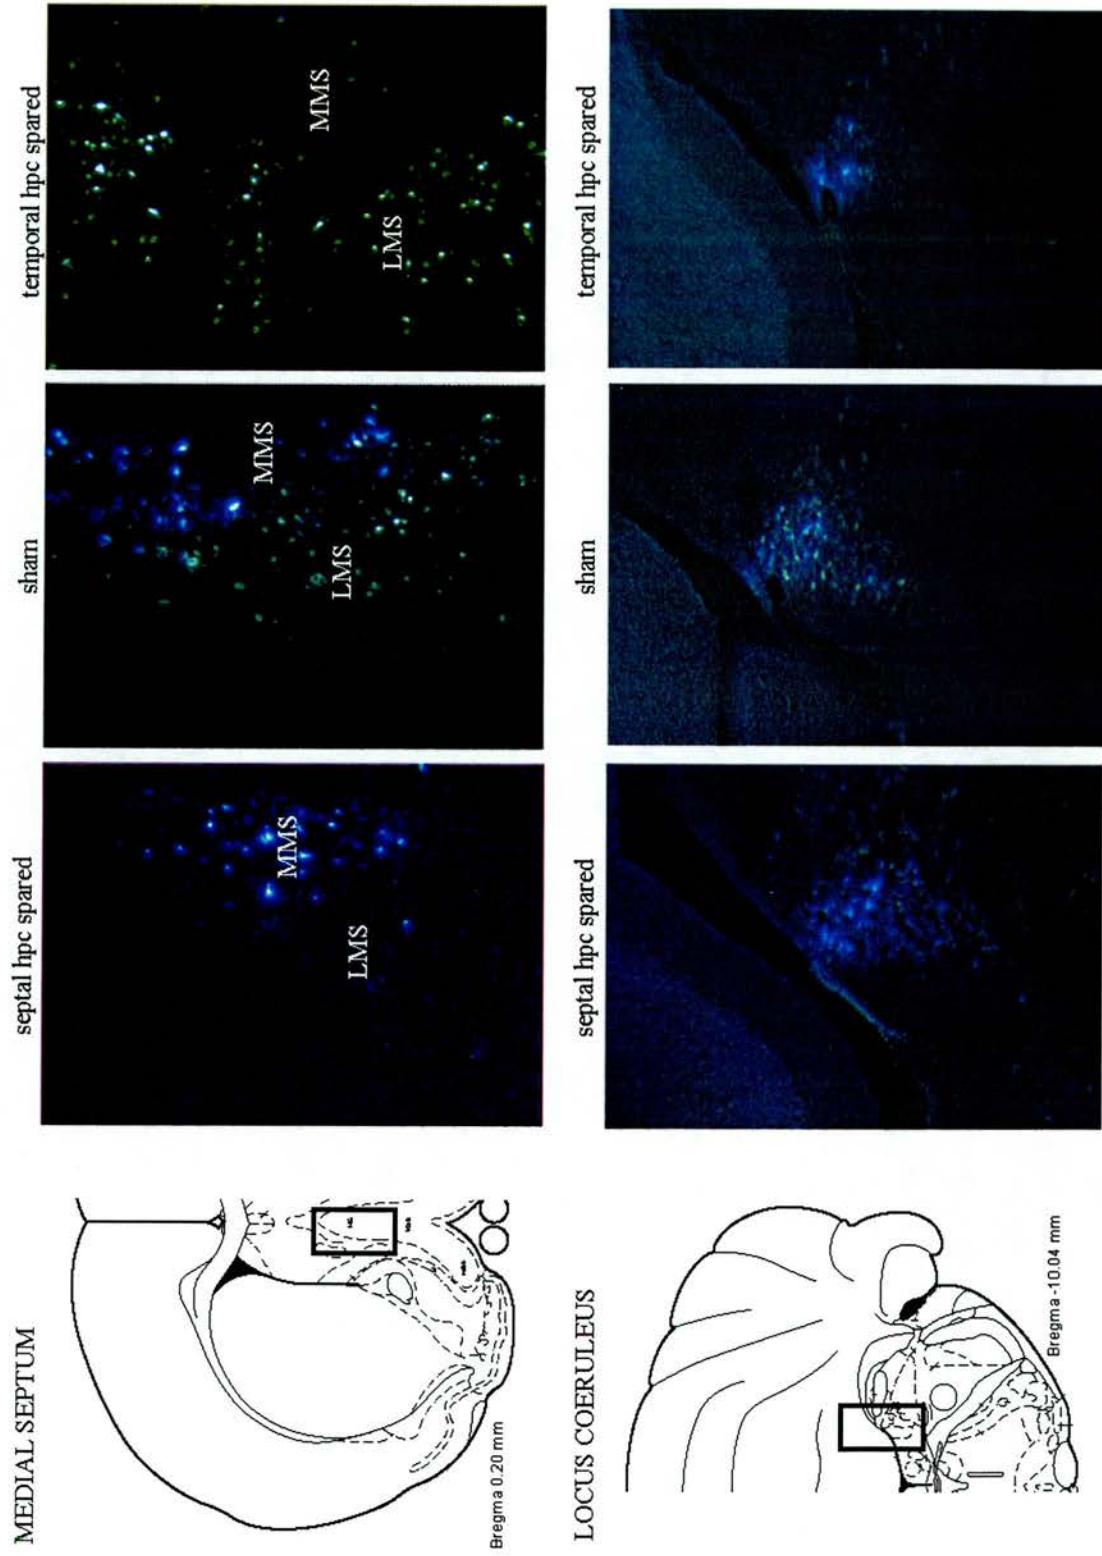 MEDIAL SEPTUM
septal hpc spared
sham
temporal hpc spared
LMS
MMS
LMS
MMS
LMS
MMS
Bregma 0.20 mm
LOCUS COERULEUS
septal hpc spared
sham
temporal hpc spared
Bregma -10.04 mm